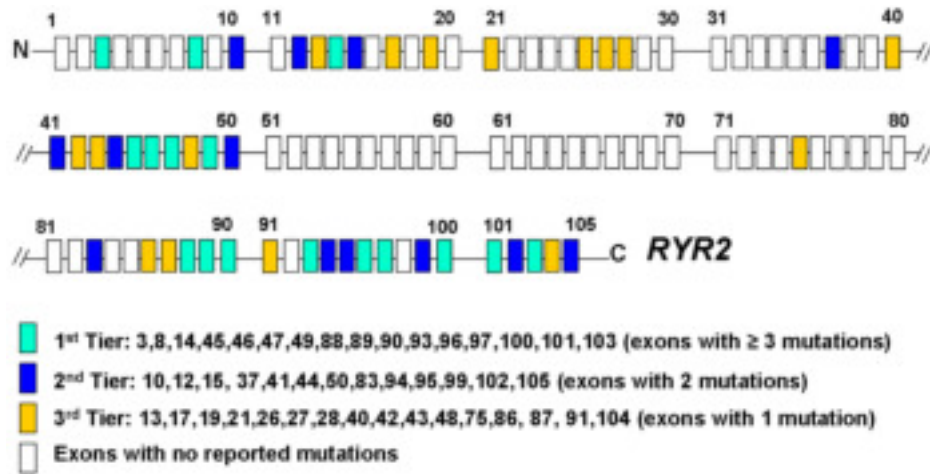 1 10 11 20 21 30 31 40
N
41 50 51 60 61 70 71 80
81 90 91 100 101 105
C RYR2
1st Tier: 3,8,14,45,46,47,49,88,89,90,93,96,97,100,101,103 (exons with ≥ 3 mutations)
2nd Tier: 10,12,15, 37,41,44,50,83,94,95,99,102,105 (exons with 2 mutations)
3rd Tier: 13,17,19,21,26,27,28,40,42,43,48,75,86, 87, 91,104 (exons with 1 mutation)
Exons with no reported mutations